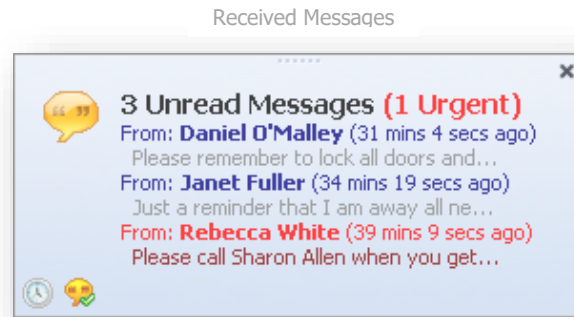 Received Messages
3 Unread Messages (1 Urgent)
From: Daniel O'Malley (31 mins 4 secs ago)
Please remember to lock all doors and...
From: Janet Fuller (34 mins 19 secs ago)
Just a reminder that I am away all ne...
From: Rebecca White (39 mins 9 secs ago)
Please call Sharon Allen when you get...